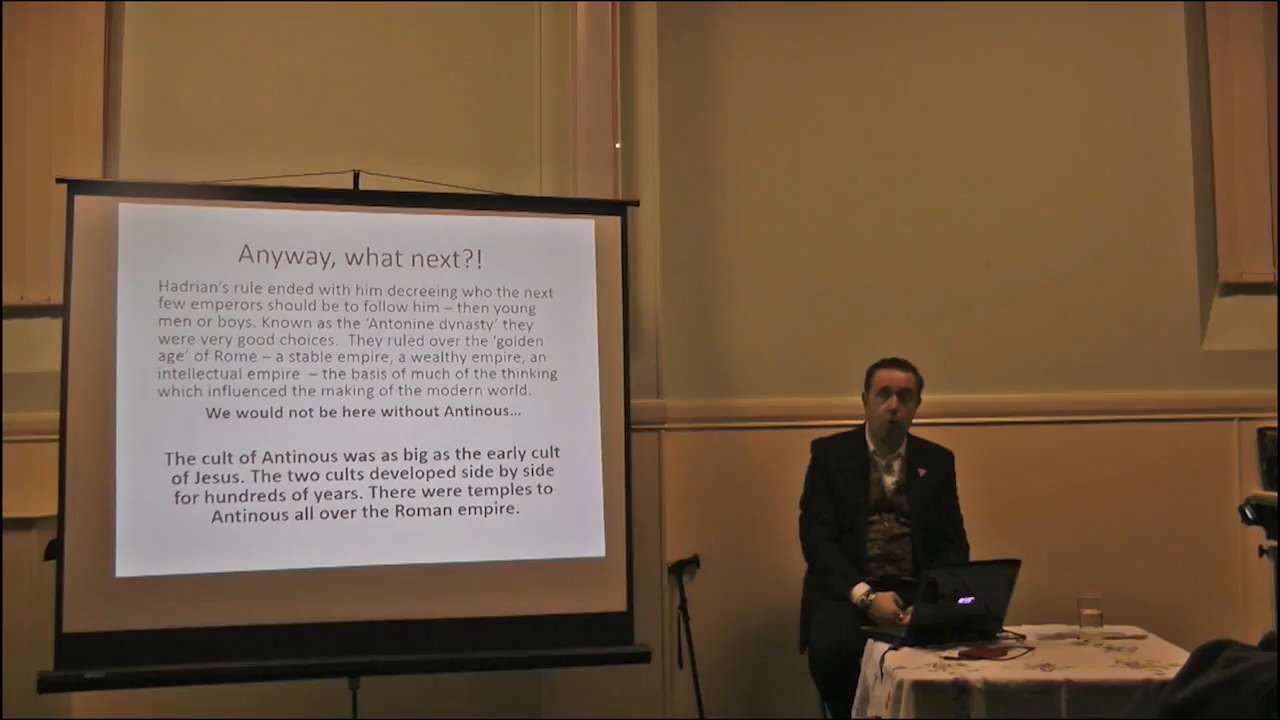 Anyway, what next?!
Hadrian's rule ended with him decreeing who the next
few emperors should be to follow him – then young
men or boys. Known as the 'Antonine dynasty' they
were very good choices. They ruled over the 'golden
age' of Rome – a stable empire, a wealthy empire, an
intellectual empire – the basis of much of the thinking
which influenced the making of the modern world.
We would not be here without Antinous...
The cult of Antinous was as big as the early cult
of Jesus. The two cults developed side by side
for hundreds of years. There were temples to
Antinous all over the Roman empire.